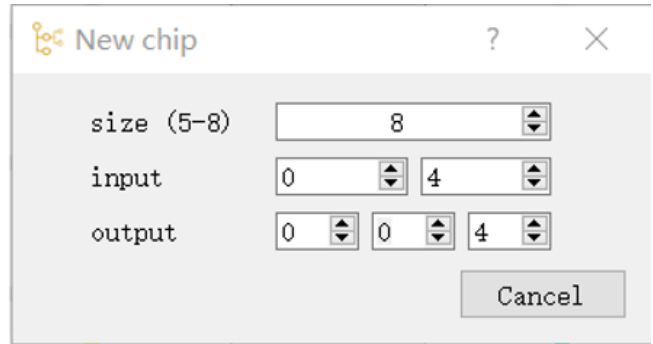 New chip ?
size (5-8) 8
input 0 4
output 0 0 4
Cancel